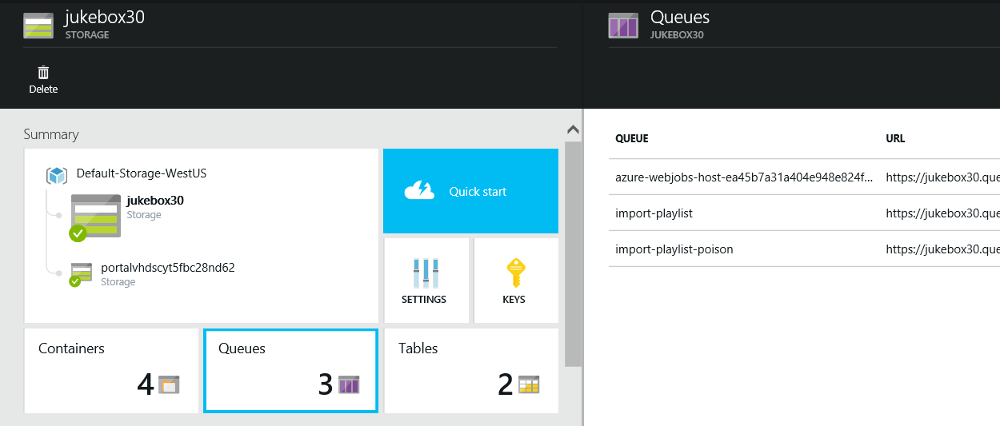 jukebox30
STORAGE
Delete
Summary
Default-Storage-WestUS
jukebox30
Storage
portalvhdscyt5fbc28nd62
Storage
Quick start
SETTINGS
KEYS
Containers
4
Queues
3
Tables
2
Queues
JUKEBOX30
QUEUE URL
azure-webjobs-host-ea45b7a31a404e948e824f... https://jukebox30.que
import-playlist https://jukebox30.que
import-playlist-poison https://jukebox30.que